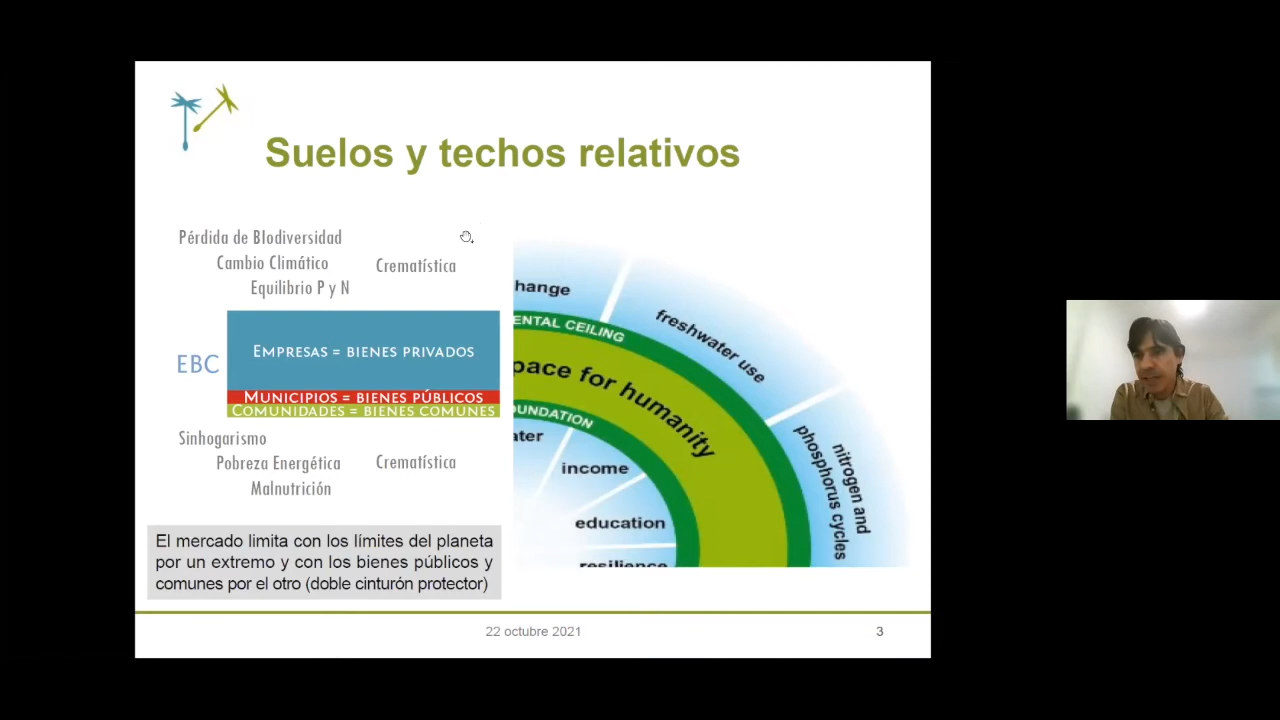 Suelos y techos relativos
Pérdida de BIodiversidad
Cambio Climático
Crematística
Equilibrio P y N
EBC
EMPRESAS = BIENES PRIVADOS
MUNICIPIOS = BIENES PÚBLICOS
COMUNIDADES = BIENES COMUNES
Sinhogarismo
Pobreza Energética
Crematística
Malnutrición
El mercado limita con los límites del planeta
por un extremo y con los bienes públicos y
comunes por el otro (doble cinturón protector)
hange
freshwater use
nitrogen and
phosphorus cycles
ENTAL CEILING
pace for humanity
OUNDATION
ater
income
education
resilience
22 octubre 2021
3